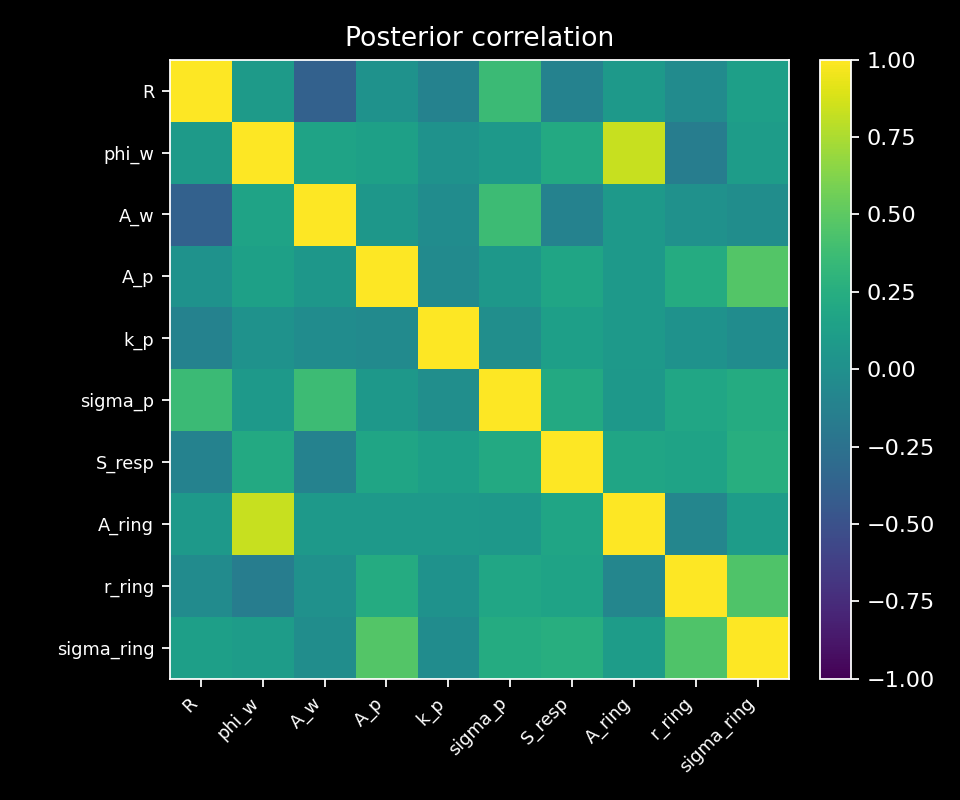 Posterior correlation
R
phi_w
A_w
A_p
k_p
sigma_p
S_resp
A_ring
r_ring
sigma_ring
R
phi_w
A_w
A_p
k_p
sigma_p
S_resp
A_ring
r_ring
sigma_ring
1.00
0.75
0.50
0.25
0.00
−0.25
−0.50
−0.75
−1.00